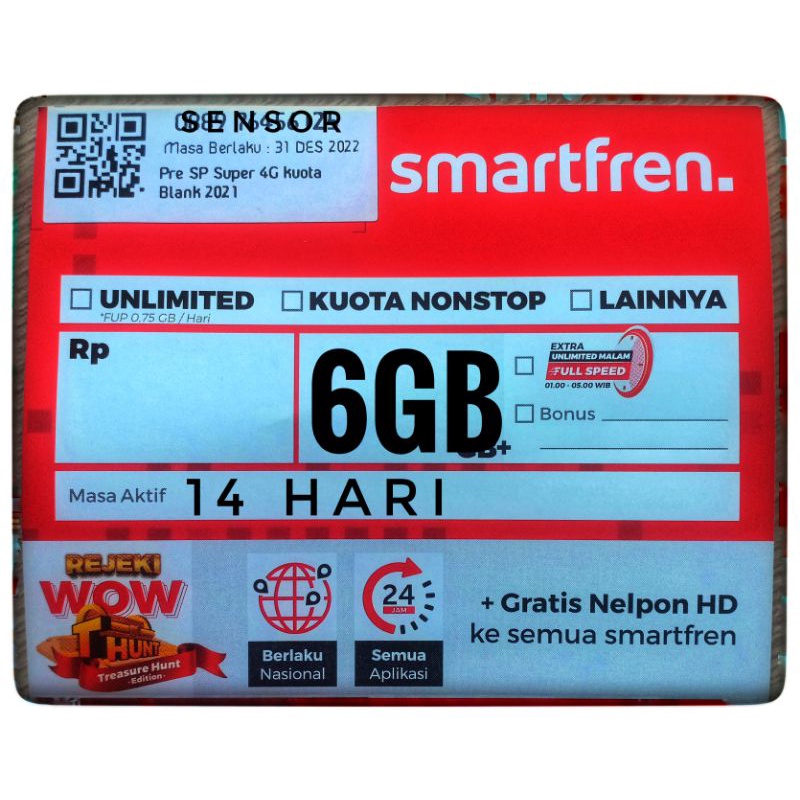 SENSOR
Masa Berlaku : 31 DES 2022
Pre SP Super 4G kuota
Blank 2021
smartfren.
UNLIMITED
*FUP 0,75 GB / Hari
KUOTA NONSTOP
LAINNYA
Rp
6GB
GB+
EXTRA
UNLIMITED MALAM
FULL SPEED
01.00 - 05.00 WIB
Bonus
Masa Aktif 14 HARI
REJEKI
WOW
T HUNT
Treasure Hunt
-Edition-
Berlaku
Nasional
24
JAM
Semua
Aplikasi
+ Gratis Nelpon HD
ke semua smartfren